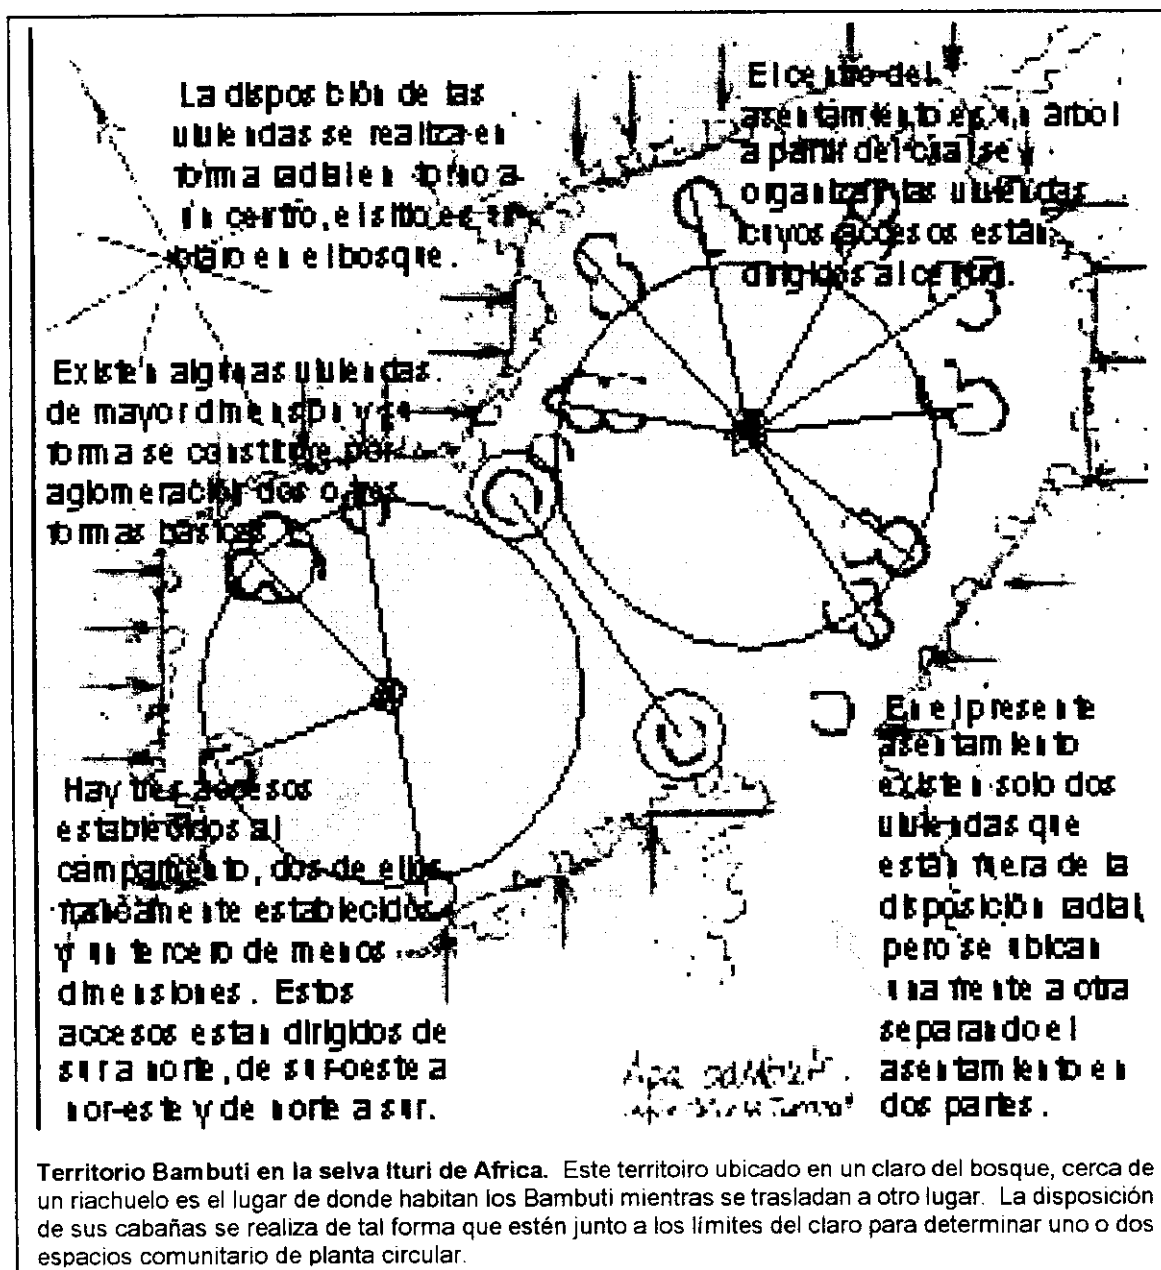 La disposición de las
viviendas se realiza en
forma radial en torno a
un centro, el sitio es un
claro en el bosque.
El centro del
asentamiento es un árbol
a partir del cual se
organizan las viviendas
cuyos accesos están
dirigidos al centro.
Existen algunas viviendas
de mayor dimensión y su
forma se constituye por
aglomeración dos o tres
formas básicas
Hay tres accesos
establecidos al
campamento, dos de ellos
establecidos
y un tercero de menos
dimensiones. Estos
accesos estan dirigidos de
sur a norte, de sur-oeste a
nor-este y de norte a sur.
En el presente
asentamiento
existen solo dos
viviendas que
están fuera de la
disposición radial,
pero se ubican
una frente a otra
separando el
asentamiento en
dos partes.
Territorio Bambuti en la selva Ituri de Africa. Este territoiro ubicado en un claro del bosque, cerca de
un riachuelo es el lugar de donde habitan los Bambuti mientras se trasladan a otro lugar. La disposición
de sus cabañas se realiza de tal forma que estén junto a los límites del claro para determinar uno o dos
espacios comunitario de planta circular.